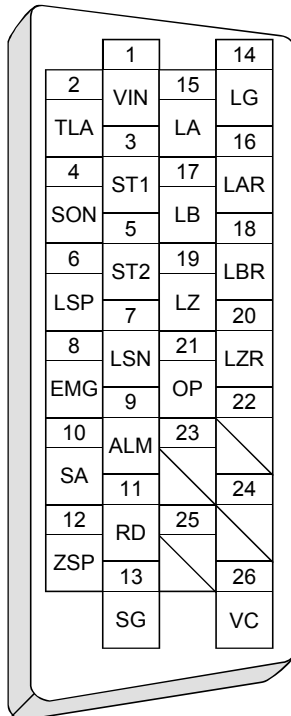 1 14
2 VIN 15 LG
TLA 3 LA 16
4 ST1 17 LAR
SON 5 LB 18
6 ST2 19 LBR
LSP 7 LZ 20
8 LSN 21 LZR
EMG 9 OP 22
10 ALM 23
SA 11 24
12 RD 25
ZSP 13 26
SG VC